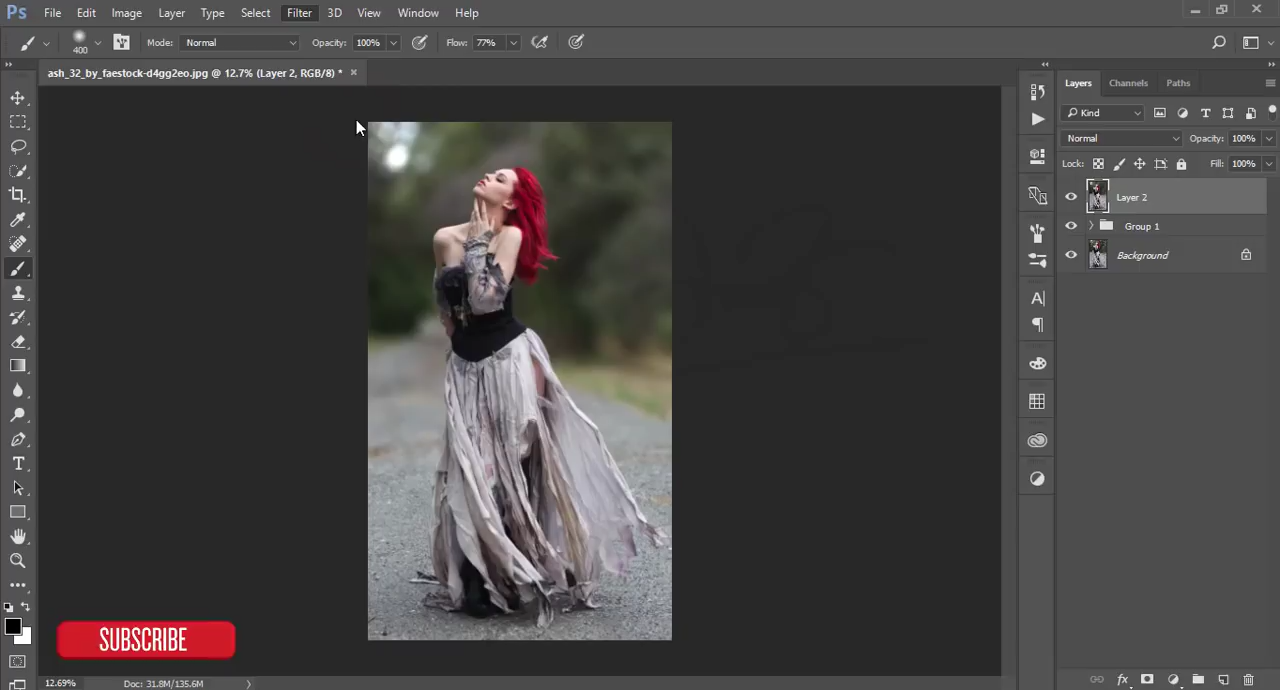 Ps File Edit Image Layer Type Select Filter 3D View Window Help
400 Mode: Normal Opacity: 100% Flow: 77%
ash_32_by_faestock-d4gg2eo.jpg @ 12.7% (Layer 2, RGB/8) * ×
Layers Channels Paths
Kind
Normal Opacity: 100%
Lock: Fill: 100%
Layer 2
Group 1
Background
SUBSCRIBE
12.69% Doc: 31.8M/135.6M
fx